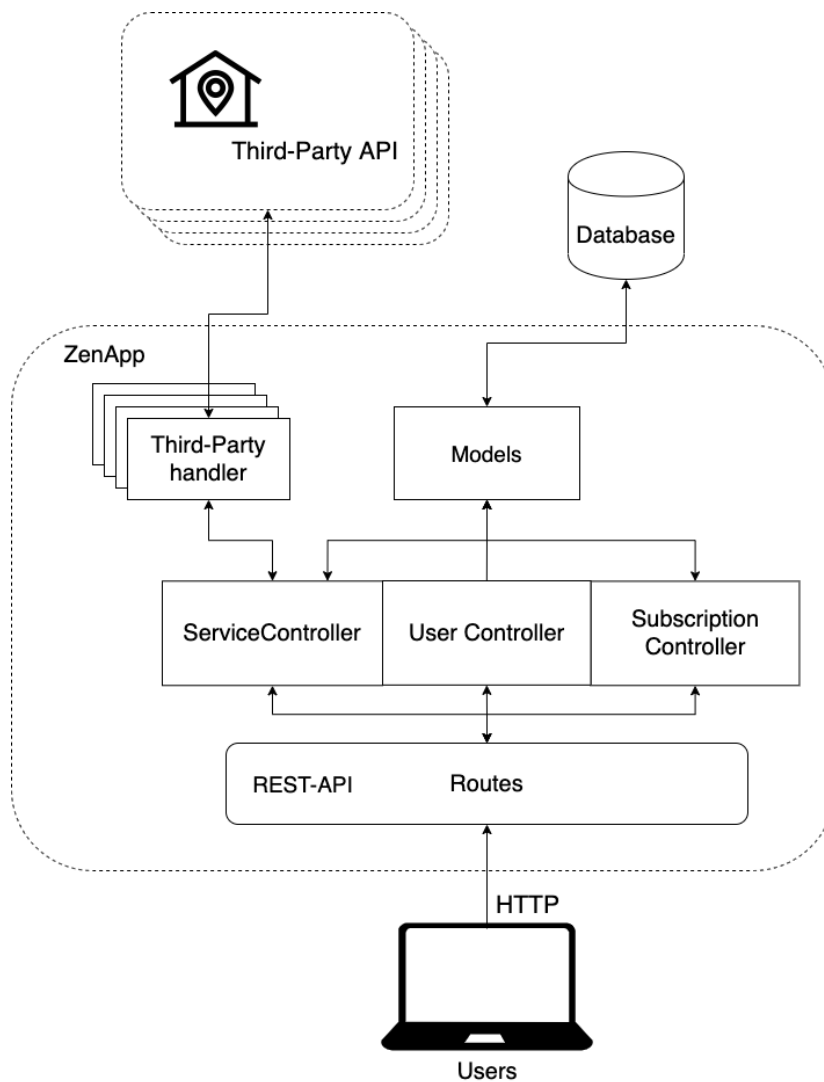 Third-Party API
Database
ZenApp
Third-Party
handler
Models
ServiceController
User Controller
Subscription
Controller
REST-API
Routes
HTTP
Users